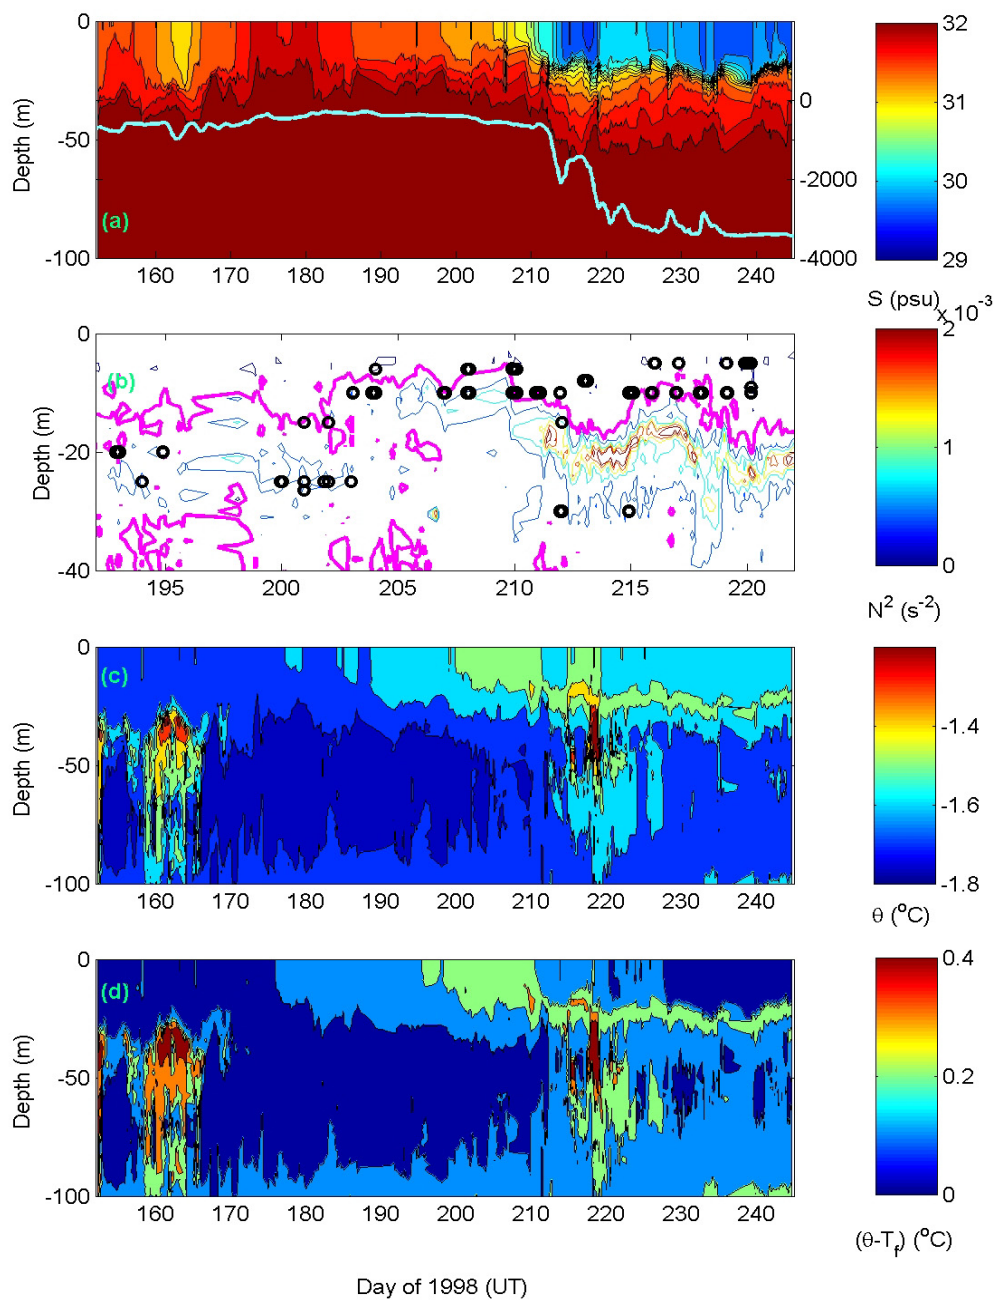 0
-50
-100
Depth (m)
(a)
0
-2000
-4000
160 170 180 190 200 210 220 230 240
32
31
30
29
S (psu)
x 10-3
0
-20
-40
Depth (m)
(b)
195 200 205 210 215 220
2
1
0
N2 (s-2)
0
-50
-100
Depth (m)
(c)
160 170 180 190 200 210 220 230 240
-1.4
-1.6
-1.8
θ (oC)
0
-50
-100
Depth (m)
(d)
160 170 180 190 200 210 220 230 240
0.4
0.2
0
(θ-Tf) (oC)
Day of 1998 (UT)